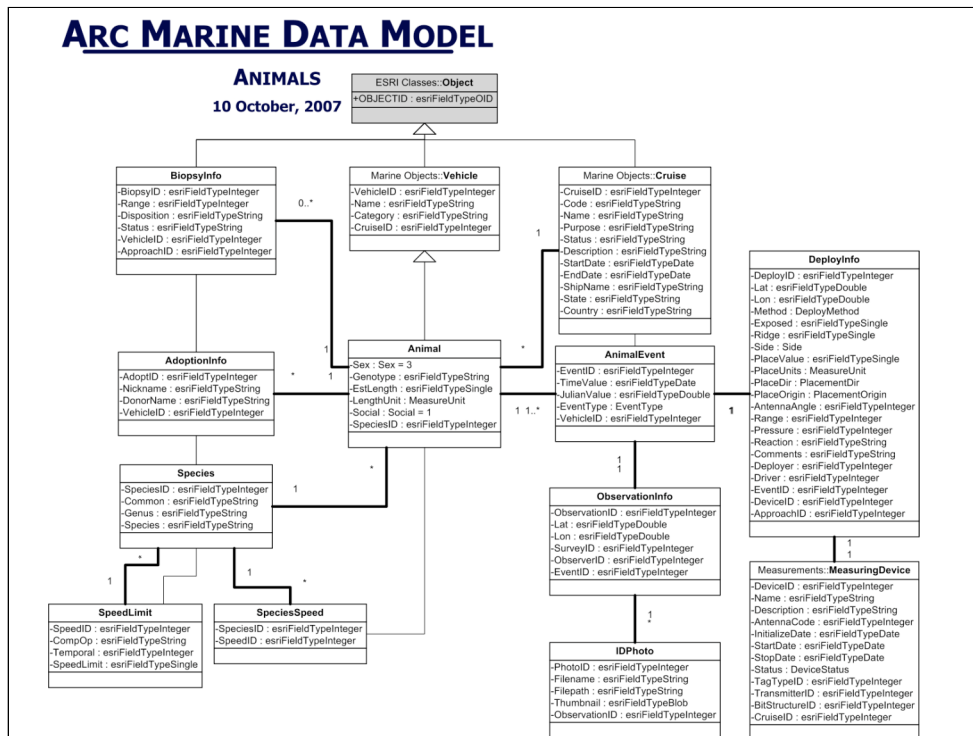 ARC MARINE DATA MODEL
ANIMALS
10 October, 2007
ESRI Classes::Object
+OBJECTID : esriFieldTypeOID
BiopsyInfo
-BiopsyID : esriFieldTypeInteger
-Range : esriFieldTypeInteger
-Disposition : esriFieldTypeString
-Status : esriFieldTypeString
-VehicleID : esriFieldTypeInteger
-ApproachID : esriFieldTypeInteger
0..*
Marine Objects::Vehicle
-VehicleID : esriFieldTypeInteger
-Name : esriFieldTypeString
-Category : esriFieldTypeString
-CruiseID : esriFieldTypeInteger
1
Marine Objects::Cruise
-CruiseID : esriFieldTypeInteger
-Code : esriFieldTypeString
-Name : esriFieldTypeString
-Purpose : esriFieldTypeString
-Status : esriFieldTypeString
-Description : esriFieldTypeString
-StartDate : esriFieldTypeDate
-EndDate : esriFieldTypeDate
-ShipName : esriFieldTypeString
-State : esriFieldTypeString
-Country : esriFieldTypeString
DeployInfo
-DeployID : esriFieldTypeInteger
-Lat : esriFieldTypeDouble
-Lon : esriFieldTypeDouble
-Method : DeployMethod
-Exposed : esriFieldTypeSingle
-Ridge : esriFieldTypeSingle
-Side : Side
-PlaceValue : esriFieldTypeSingle
-PlaceUnits : MeasureUnit
-PlaceDir : PlacementDir
-PlaceOrigin : PlacementOrigin
-AntennaAngle : esriFieldTypeInteger
-Range : esriFieldTypeInteger
-Pressure : esriFieldTypeInteger
-Reaction : esriFieldTypeString
-Comments : esriFieldTypeString
-Deployer : esriFieldTypeInteger
-Driver : esriFieldTypeInteger
-EventID : esriFieldTypeInteger
-DeviceID : esriFieldTypeInteger
-ApproachID : esriFieldTypeInteger
AdoptionInfo
-AdoptID : esriFieldTypeInteger
-Nickname : esriFieldTypeString
-DonorName : esriFieldTypeString
-VehicleID : esriFieldTypeInteger
*
1
1
Animal
-Sex : Sex = 3
-Genotype : esriFieldTypeString
-EstLength : esriFieldTypeSingle
-LengthUnit : MeasureUnit
-Social : Social = 1
-SpeciesID : esriFieldTypeInteger
*
1 1..*
AnimalEvent
-EventID : esriFieldTypeInteger
-TimeValue : esriFieldTypeDate
-JulianValue : esriFieldTypeDouble
-EventType : EventType
-VehicleID : esriFieldTypeInteger
1
Species
-SpeciesID : esriFieldTypeInteger
-Common : esriFieldTypeString
-Genus : esriFieldTypeString
-Species : esriFieldTypeString
1
*
1
1
ObservationInfo
-ObservationID : esriFieldTypeInteger
-Lat : esriFieldTypeDouble
-Lon : esriFieldTypeDouble
-SurveyID : esriFieldTypeInteger
-ObserverID : esriFieldTypeInteger
-EventID : esriFieldTypeInteger
1
1
*
1
1
*
SpeedLimit
-SpeedID : esriFieldTypeInteger
-CompOp : esriFieldTypeString
-Temporal : esriFieldTypeInteger
-SpeedLimit : esriFieldTypeSingle
SpeciesSpeed
-SpeciesID : esriFieldTypeInteger
-SpeedID : esriFieldTypeInteger
1
*
IDPhoto
-PhotoID : esriFieldTypeInteger
-Filename : esriFieldTypeString
-Filepath : esriFieldTypeString
-Thumbnail : esriFieldTypeBlob
-ObservationID : esriFieldTypeInteger
Measurements::MeasuringDevice
-DeviceID : esriFieldTypeInteger
-Name : esriFieldTypeString
-Description : esriFieldTypeString
-AntennaCode : esriFieldTypeInteger
-InitializeDate : esriFieldTypeDate
-StartDate : esriFieldTypeDate
-StopDate : esriFieldTypeDate
-Status : DeviceStatus
-TagTypeID : esriFieldTypeInteger
-TransmitterID : esriFieldTypeInteger
-BitStructureID : esriFieldTypeInteger
-CruiseID : esriFieldTypeInteger